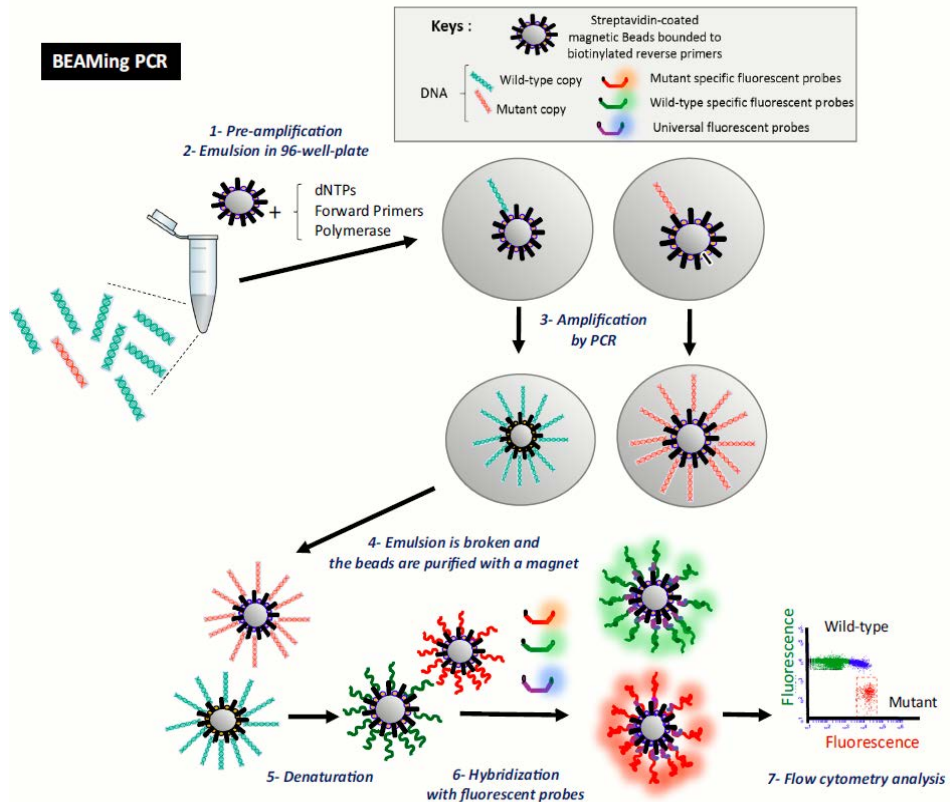 BEAMing PCR
Keys :
Streptavidin-coated
magnetic Beads bounded to
biotinylated reverse primers
DNA
Wild-type copy
Mutant copy
Mutant specific fluorescent probes
Wild-type specific fluorescent probes
Universal fluorescent probes
1- Pre-amplification
2- Emulsion in 96-well-plate
+
dNTPs
Forward Primers
Polymerase
3- Amplification
by PCR
4- Emulsion is broken and
the beads are purified with a magnet
5- Denaturation
6- Hybridization
with fluorescent probes
Fluorescence
Wild-type
Mutant
Fluorescence
7- Flow cytometry analysis